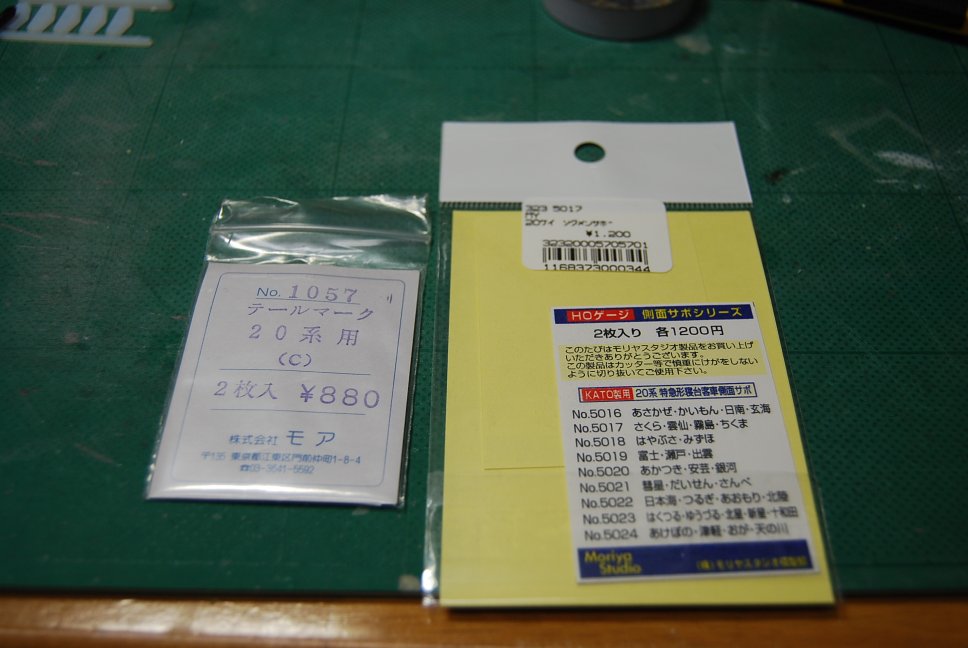 No. 1057
テールマーク
20系用
(C)
2枚入 ¥880
株式会社 モア
〒135 東京都江東区門前仲町1-8-4
☎03-3641-5592
323 5017
20ケイ ソクメンサボー
¥1,200
32320005705701
1168373000344
HOゲージ 側面サボシリーズ
2枚入り 各1200円
このたびはモリヤスタジオ製品をお買い上げ
いただきありがとうございます。
この製品はカッター等で慎重にけがをしない
ように切り抜いてご使用下さい。
KATO製用 20系 特急形寝台客車側面サボ
No.5016 あさかぜ・かいもん・日南・玄海
No.5017 さくら・雲仙・霧島・ちくま
No.5018 はやぶさ・みずほ
No.5019 富士・瀬戸・出雲
No.5020 あかつき・安芸・銀河
No.5021 彗星・だいせん・さんべ
No.5022 日本海・つるぎ・あおもり・北陸
No.5023 はくつる・ゆうづる・北星・新星・十和田
No.5024 あけぼの・津軽・おが・天の川
Moriya
Studio
(株)モリヤスタジオ模型部